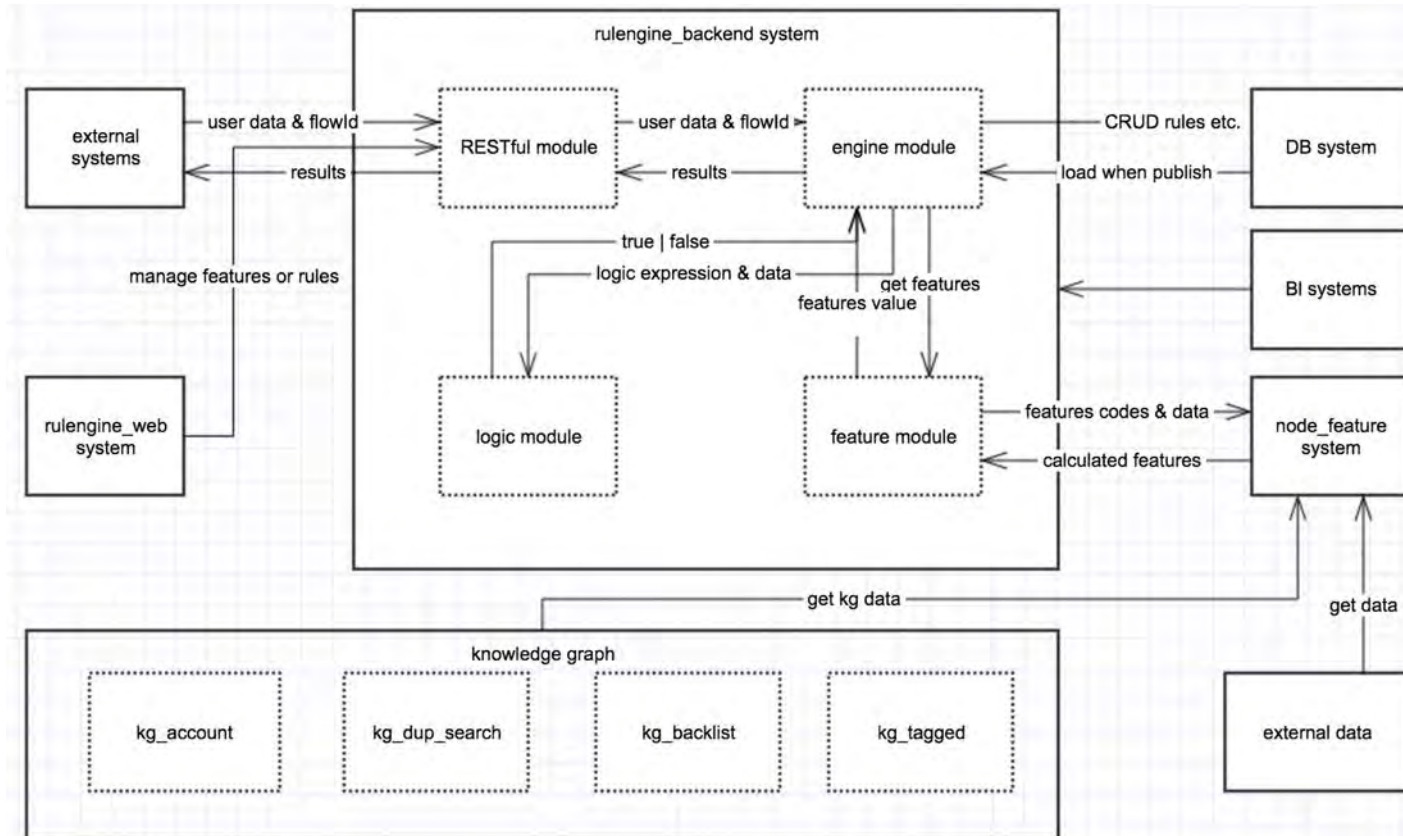 rulengine_backend system
external
systems
user data & flowId
results
RESTful module
user data & flowId
results
engine module
CRUD rules etc.
load when publish
DB system
true | false
logic expression & data
get features
features value
manage features or rules
BI systems
rulengine_web
system
logic module
feature module
features codes & data
calculated features
node_feature
system
get kg data
get data
knowledge graph
kg_account
kg_dup_search
kg_backlist
kg_tagged
external data